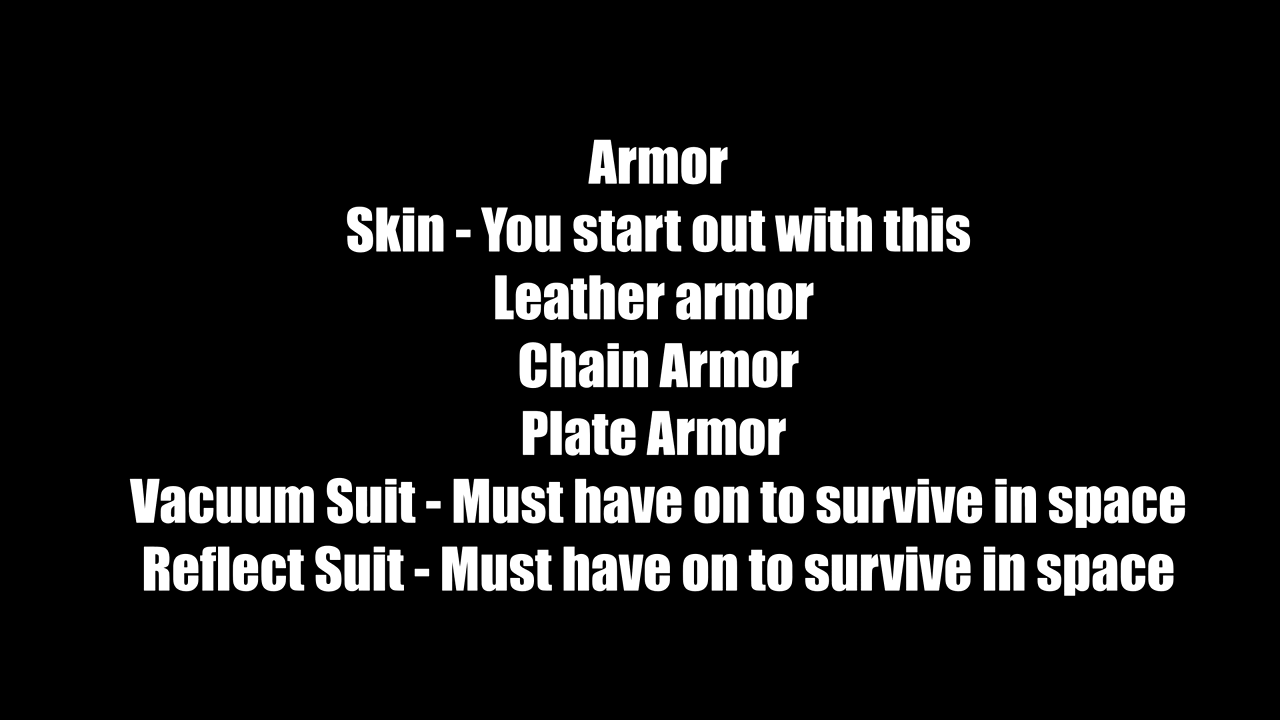 Armor
Skin - You start out with this
Leather armor
Chain Armor
Plate Armor
Vacuum Suit - Must have on to survive in space
Reflect Suit - Must have on to survive in space